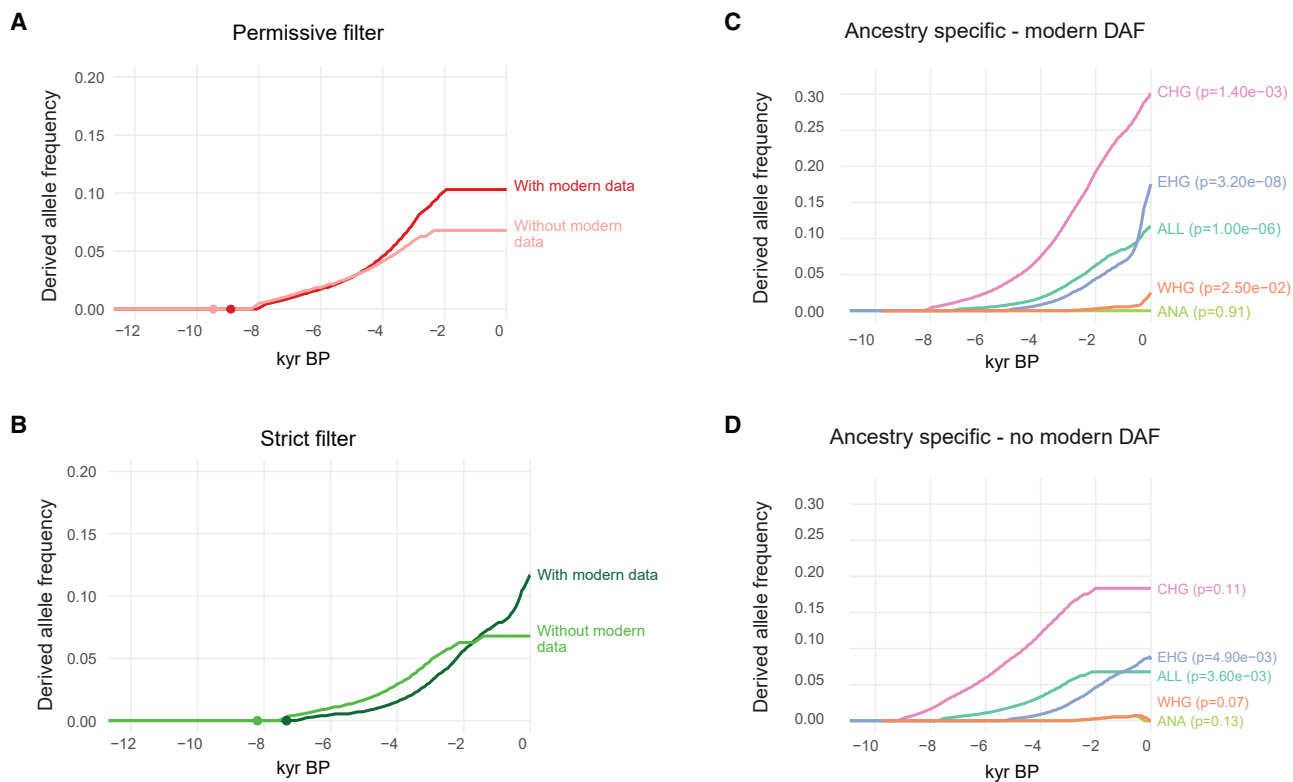 A
Permissive filter
Derived allele frequency
0.20
0.15
0.10
0.05
0.00
With modern data
Without modern
data
−12
−10
−8
−6
−4
−2
0
kyr BP
B
Strict filter
Derived allele frequency
0.20
0.15
0.10
0.05
0.00
With modern data
Without modern
data
−12
−10
−8
−6
−4
−2
0
kyr BP
C
Ancestry specific - modern DAF
Derived allele frequency
0.30
0.25
0.20
0.15
0.10
0.05
0.00
CHG (p=1.40e−03)
EHG (p=3.20e−08)
ALL (p=1.00e−06)
WHG (p=2.50e−02)
ANA (p=0.91)
−10
−8
−6
−4
−2
0
kyr BP
D
Ancestry specific - no modern DAF
Derived allele frequency
0.30
0.25
0.20
0.15
0.10
0.05
0.00
CHG (p=0.11)
EHG (p=4.90e−03)
ALL (p=3.60e−03)
WHG (p=0.07)
ANA (p=0.13)
−10
−8
−6
−4
−2
0
kyr BP